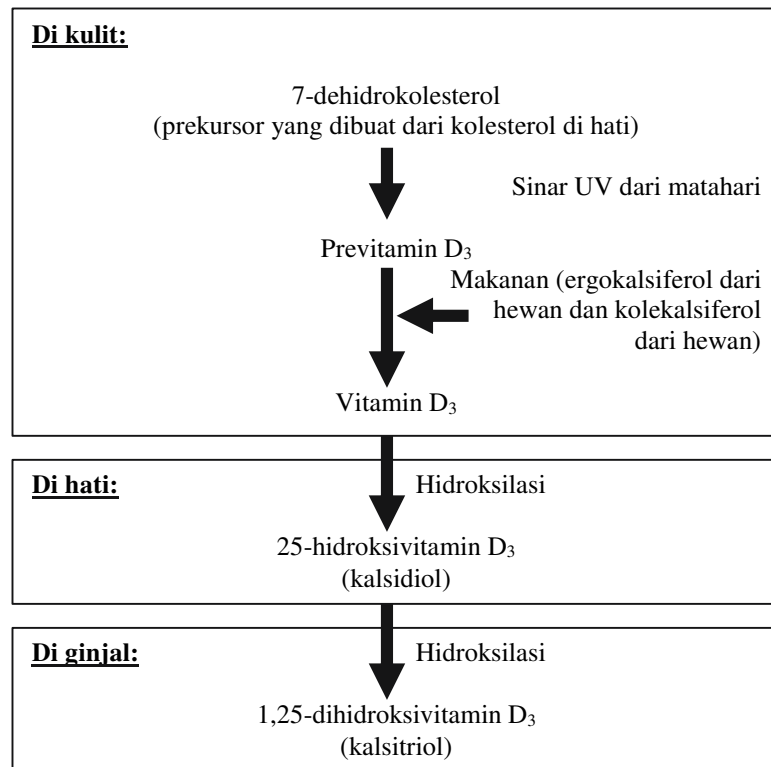 Di kulit:
7-dehidrokolesterol
(prekursor yang dibuat dari kolesterol di hati)
Sinar UV dari matahari
Previtamin D₃
Makanan (ergokalsiferol dari
hewan dan kolekalsiferol
dari hewan)
Vitamin D₃
Di hati:
Hidroksilasi
25-hidroksivitamin D₃
(kalsidiol)
Di ginjal:
Hidroksilasi
1,25-dihidroksivitamin D₃
(kalsitriol)